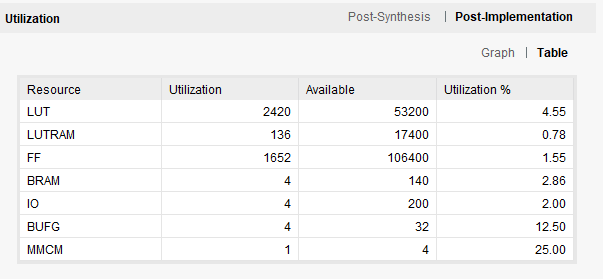 Utilization Post-Synthesis | Post-Implementation
Graph | Table
Resource Utilization Available Utilization %
LUT 2420 53200 4.55
LUTRAM 136 17400 0.78
FF 1652 106400 1.55
BRAM 4 140 2.86
IO 4 200 2.00
BUFG 4 32 12.50
MMCM 1 4 25.00